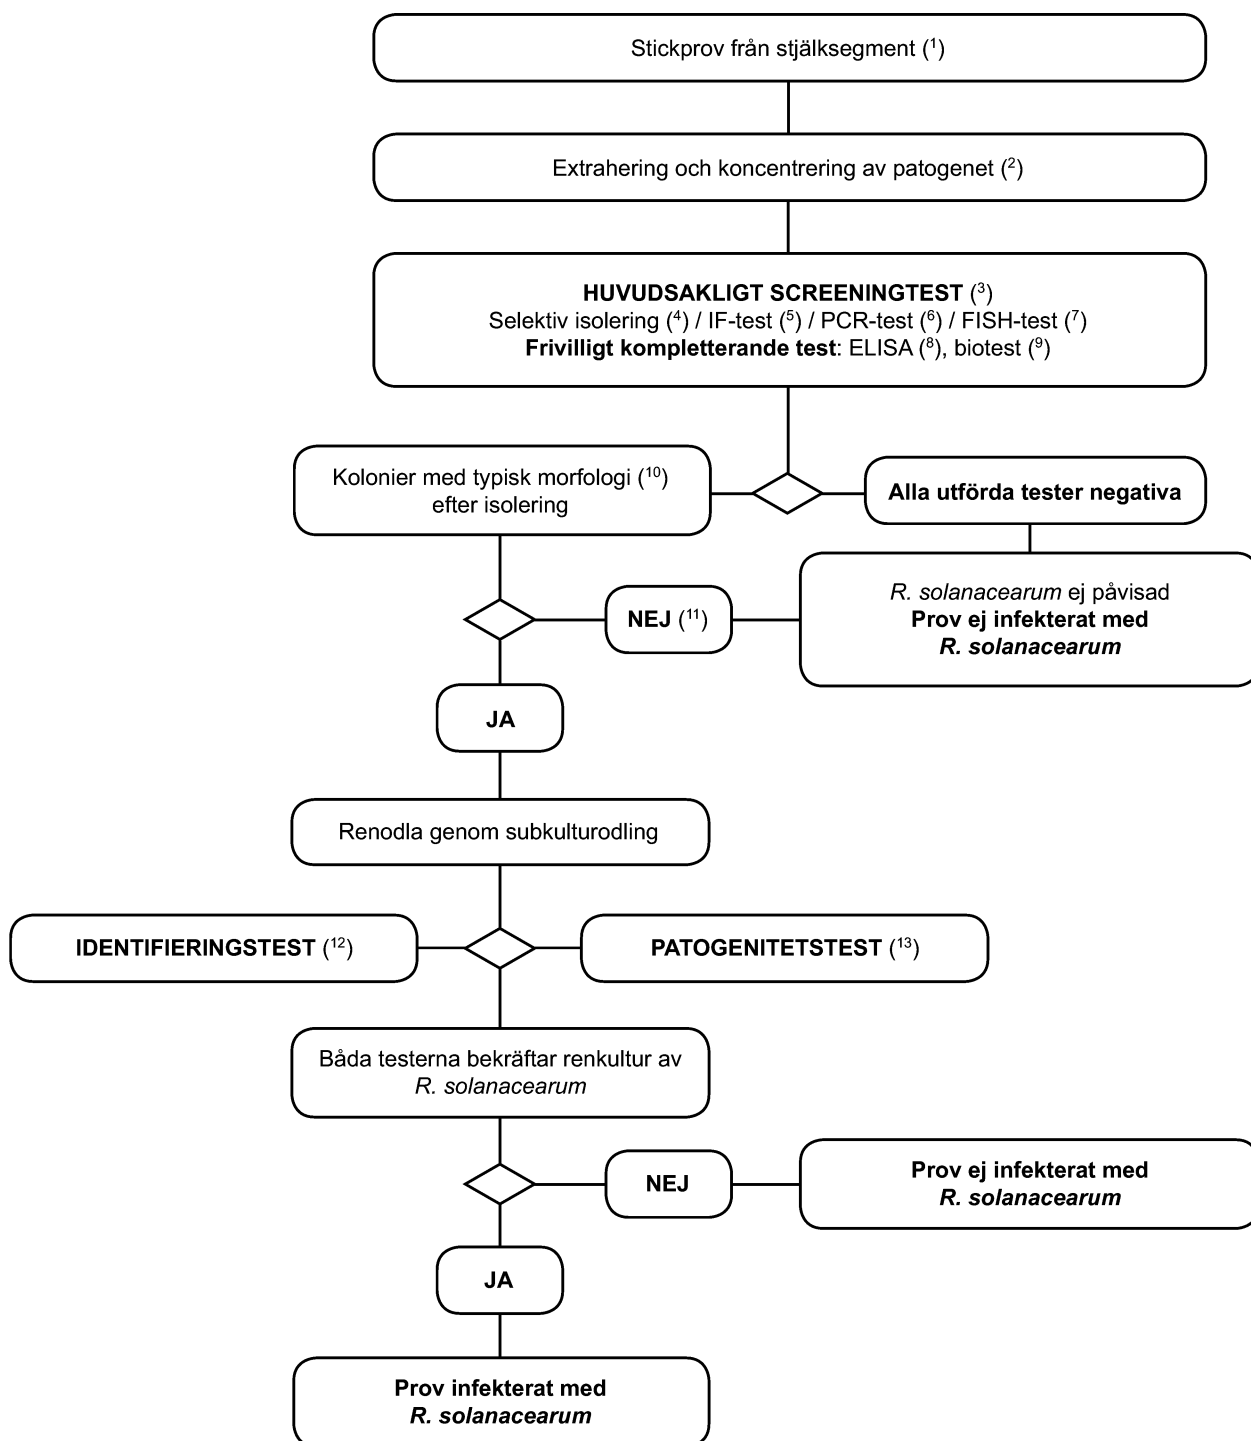 Stickprov från stjälksegment (¹)
Extrahering och koncentrering av patogenet (²)
HUVUDSAKLIGT SCREENINGTEST (³)
Selektiv isolering (⁴) / IF-test (⁵) / PCR-test (⁶) / FISH-test (⁷)
Frivilligt kompletterande test: ELISA (⁸), biotest (⁹)
Kolonier med typisk morfologi (¹⁰)
efter isolering
Alla utförda tester negativa
NEJ (¹¹)
R. solanacearum ej påvisad
Prov ej infekterat med
R. solanacearum
JA
Renodla genom subkulturodling
IDENTIFIERINGSTEST (¹²)
PATOGENITETSTEST (¹³)
Båda testerna bekräftar renkultur av
R. solanacearum
NEJ
Prov ej infekterat med
R. solanacearum
JA
Prov infekterat med
R. solanacearum